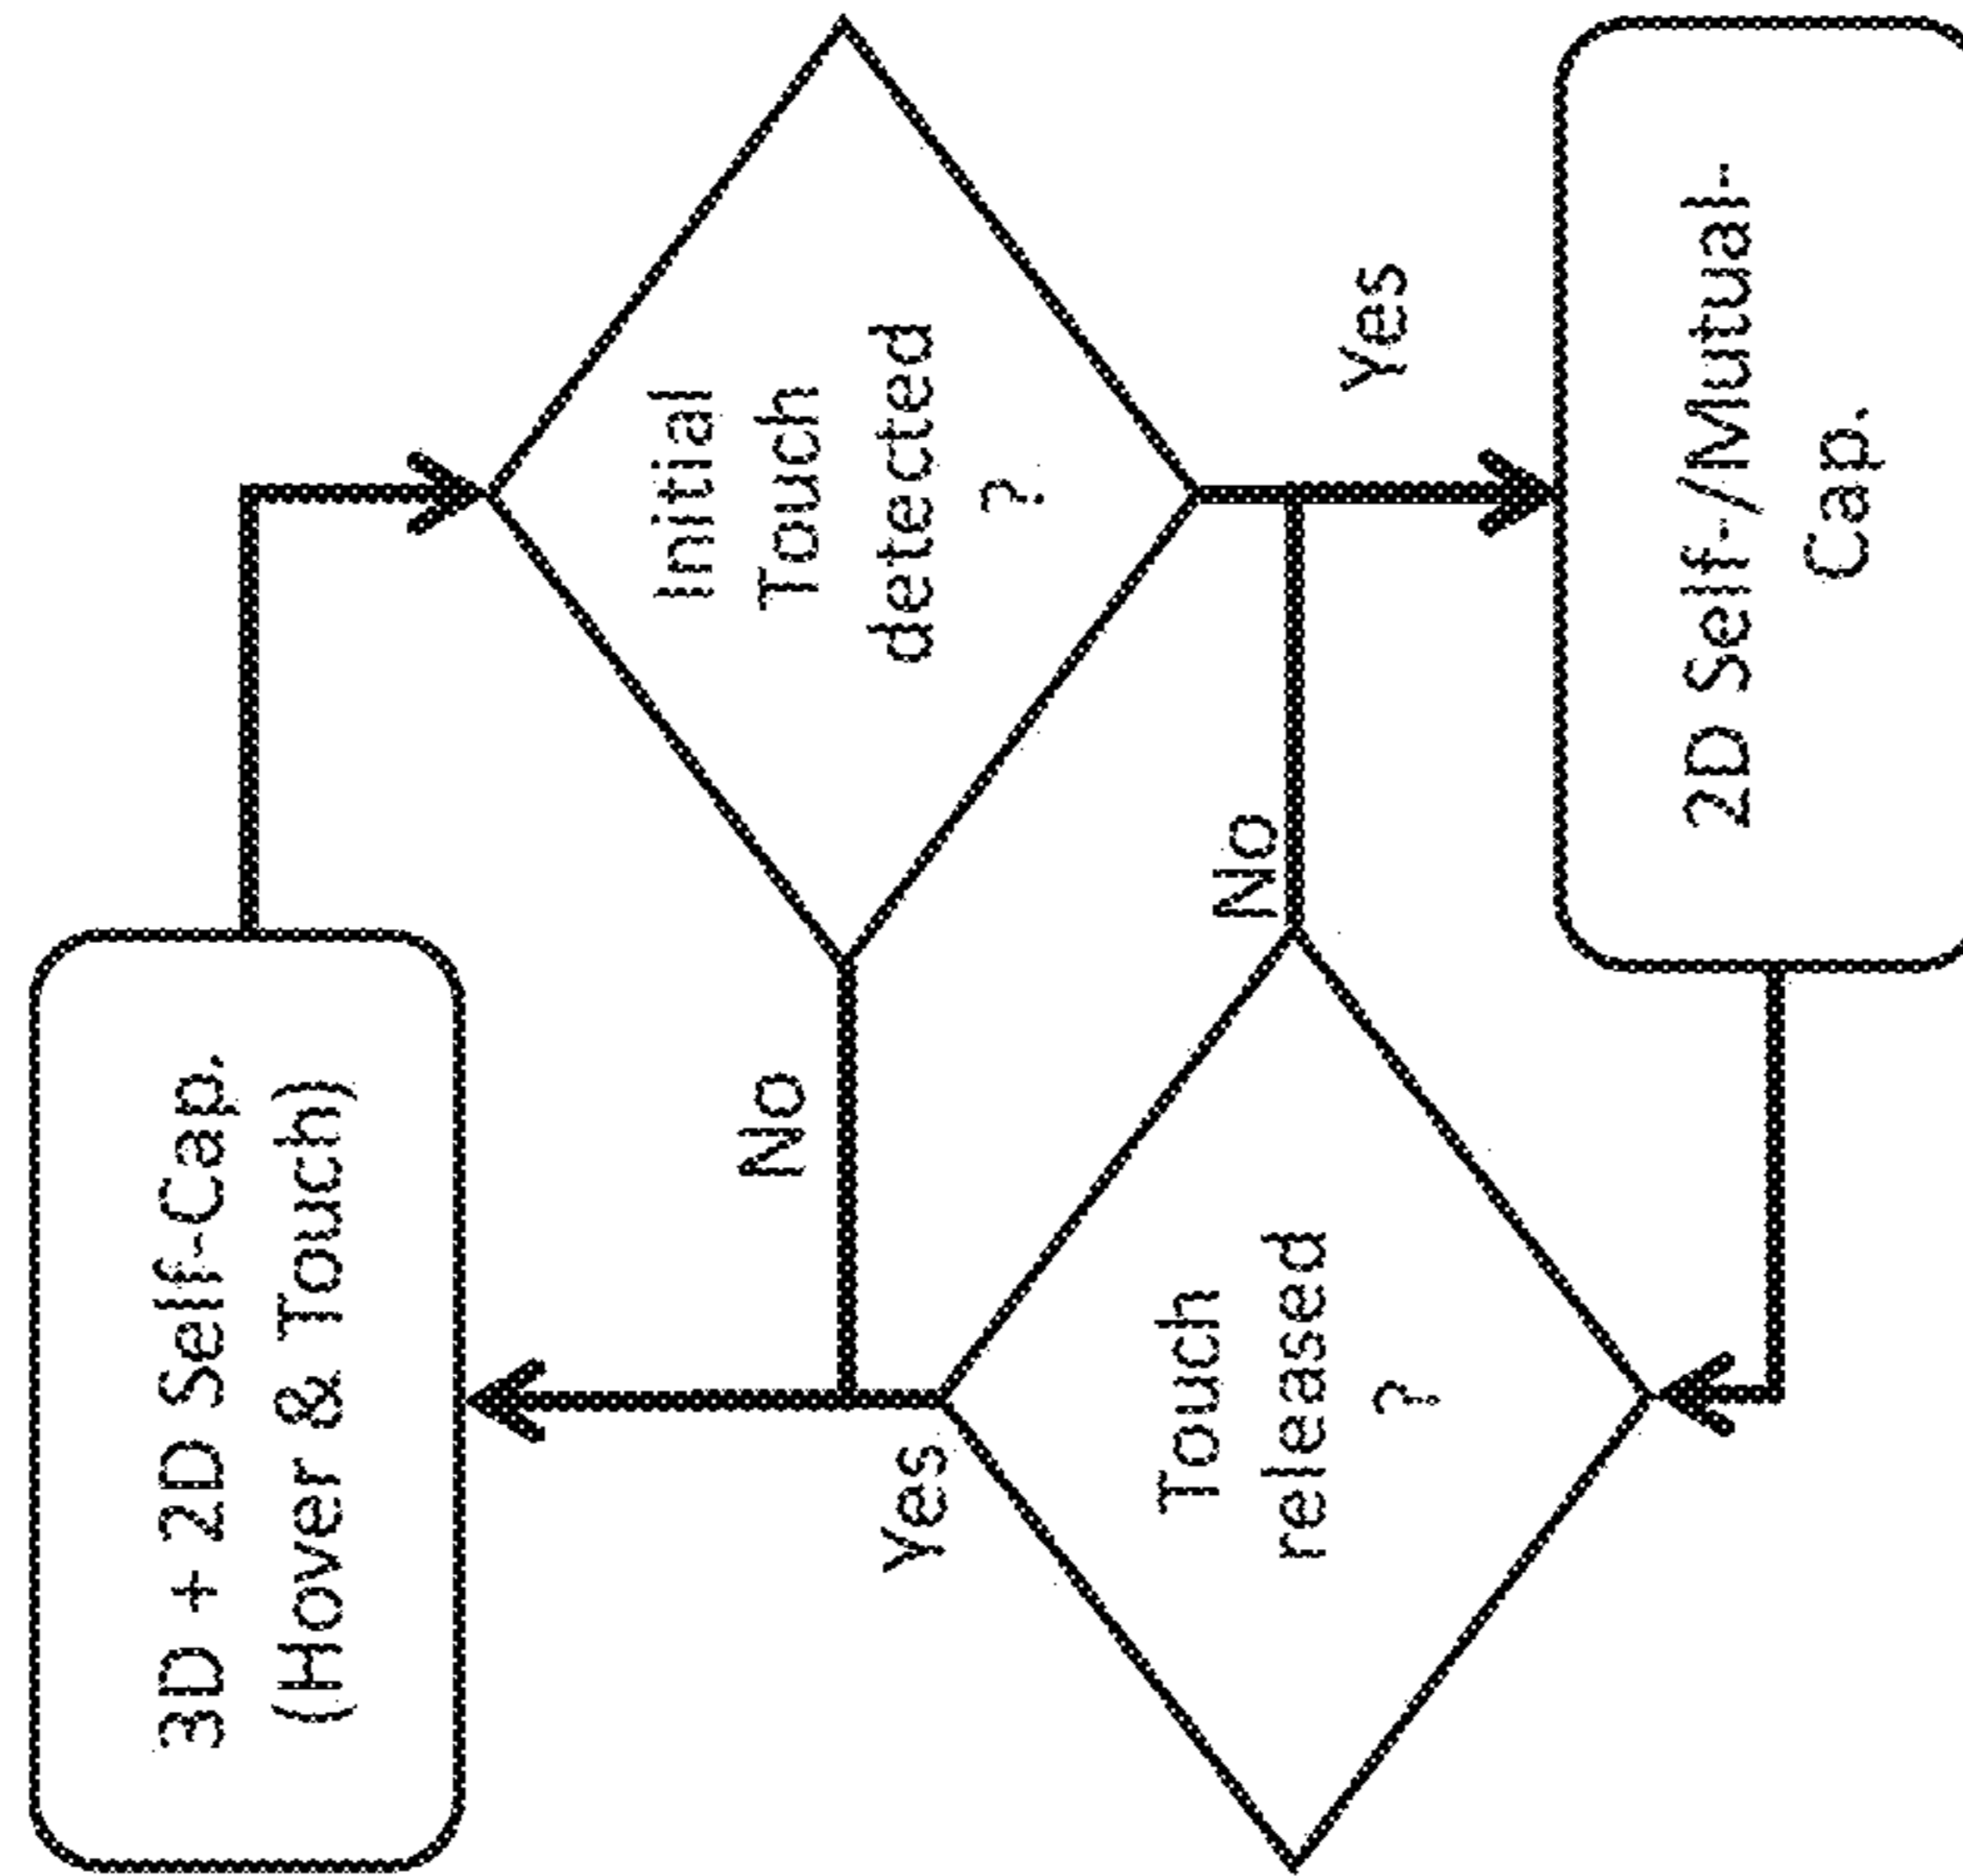 3D + 2D Self-Cap.
(Hover & Touch)
Initial
Touch
detected
?
No
Yes
Touch
released
?
Yes
No
2D Self-/Mutual-
Cap.